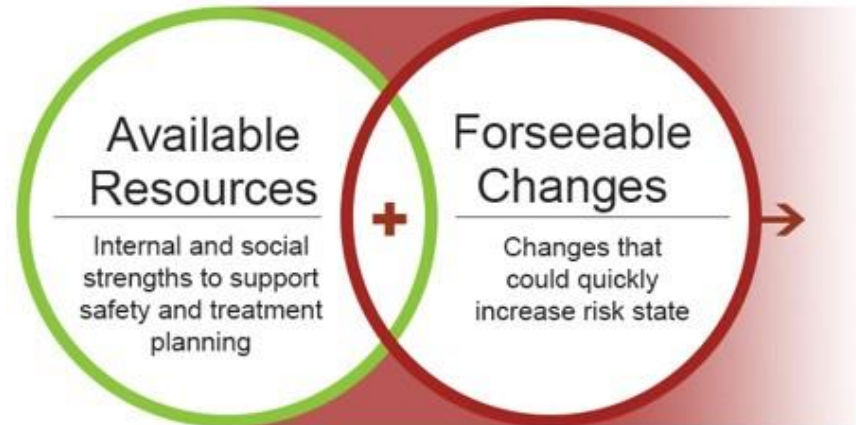 Available
Resources
Internal and social
strengths to support
safety and treatment
planning
+
Forseeable
Changes
Changes that
could quickly
increase risk state